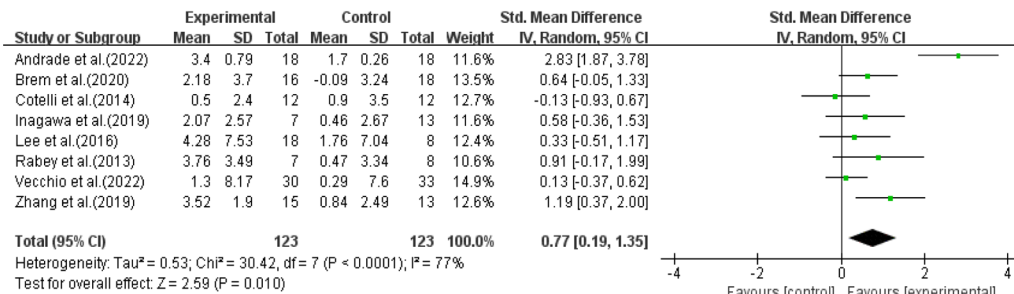 Experimental Control Std. Mean Difference Std. Mean Difference
Study or Subgroup Mean SD Total Mean SD Total Weight IV, Random, 95% CI IV, Random, 95% CI
Andrade et al.(2022) 3.4 0.79 18 1.7 0.26 18 11.6% 2.83 [1.87, 3.78]
Brem et al.(2020) 2.18 3.7 16 -0.09 3.24 18 13.4% 0.64 [-0.05, 1.33]
Cotelli et al.(2014) 0.5 2.4 12 0.9 3.5 12 12.7% -0.13 [-0.93, 0.67]
Inagawa et al.(2019) 2.07 2.57 7 0.46 2.67 13 11.6% 0.58 [-0.36, 1.53]
Lee et al.(2016) 4.28 7.53 18 1.76 7.04 8 12.4% 0.33 [-0.51, 1.17]
Rabey et al.(2013) 3.76 3.49 7 0.47 3.34 8 10.6% 0.91 [-0.17, 1.99]
Vecchio et al.(2022) 1.3 8.17 30 0.29 7.6 33 14.9% 0.13 [-0.37, 0.62]
Zhang et al.(2019) 3.52 1.9 15 0.84 2.49 13 12.6% 1.19 [0.37, 2.00]
Total (95% CI) 123 123 100.0% 0.77 [0.19, 1.35]
Heterogeneity: Tau² = 0.53; Chi² = 30.42, df = 7 (P < 0.0001); I² = 77%
Test for overall effect: Z = 2.59 (P = 0.010)
-4 -2 0 2 4
Favours [control] Favours [experimental]